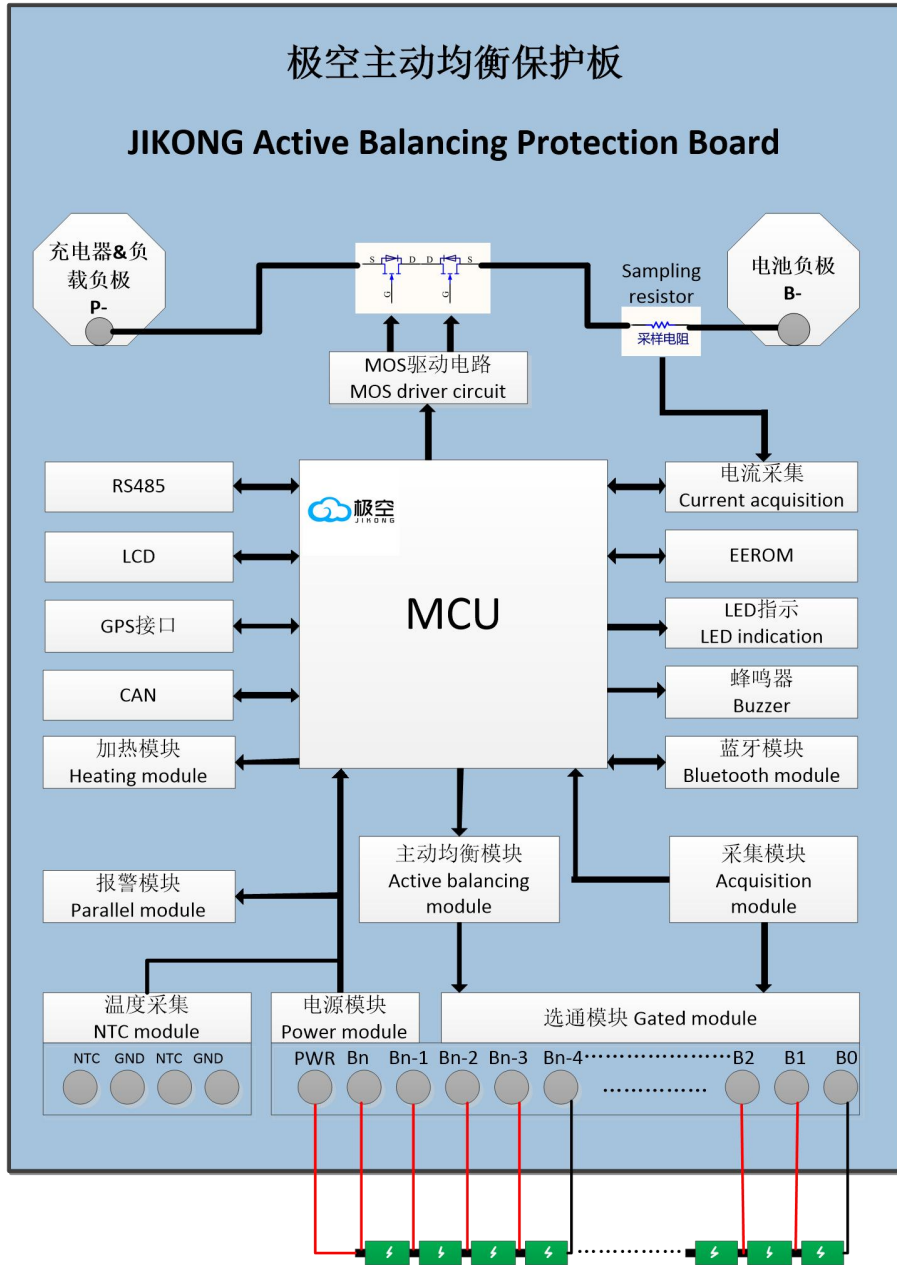 极空主动均衡保护板
JIKONG Active Balancing Protection Board
充电器&负
载负极
P-
S D D S
G G
Sampling
resistor
采样电阻
电池负极
B-
MOS驱动电路
MOS driver circuit
RS485
LCD
GPS接口
CAN
加热模块
Heating module
报警模块
Parallel module
极空
JIKONG
MCU
电流采集
Current acquisition
EEROM
LED指示
LED indication
蜂鸣器
Buzzer
蓝牙模块
Bluetooth module
主动均衡模块
Active balancing
module
采集模块
Acquisition
module
温度采集
NTC module
电源模块
Power module
选通模块 Gated module
NTC GND NTC GND
PWR Bn Bn-1 Bn-2 Bn-3 Bn-4 B2 B1 B0